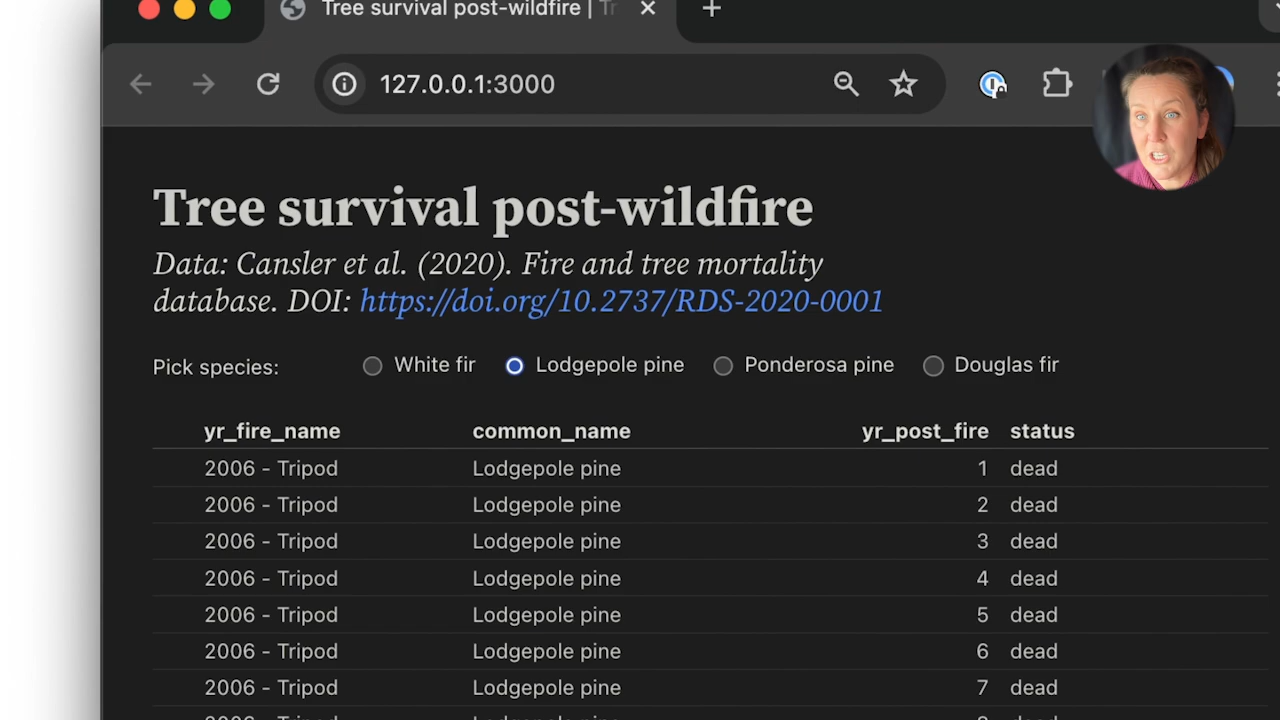 Tree survival post-wildfire | Tr
127.0.0.1:3000
Tree survival post-wildfire
Data: Cansler et al. (2020). Fire and tree mortality
database. DOI: https://doi.org/10.2737/RDS-2020-0001
Pick species: White fir Lodgepole pine Ponderosa pine Douglas fir
yr_fire_name common_name yr_post_fire status
2006 - Tripod Lodgepole pine 1 dead
2006 - Tripod Lodgepole pine 2 dead
2006 - Tripod Lodgepole pine 3 dead
2006 - Tripod Lodgepole pine 4 dead
2006 - Tripod Lodgepole pine 5 dead
2006 - Tripod Lodgepole pine 6 dead
2006 - Tripod Lodgepole pine 7 dead